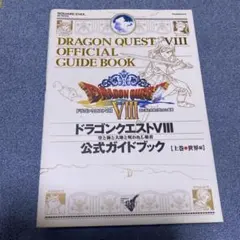 DRAGON QUEST VIII
OFFICIAL
GUIDE BOOK
DRAGON QUEST
VIII
ドラゴンクエストVIII
空と海と大地と呪われし姫君
公式ガイドブック
[上巻●世界編]